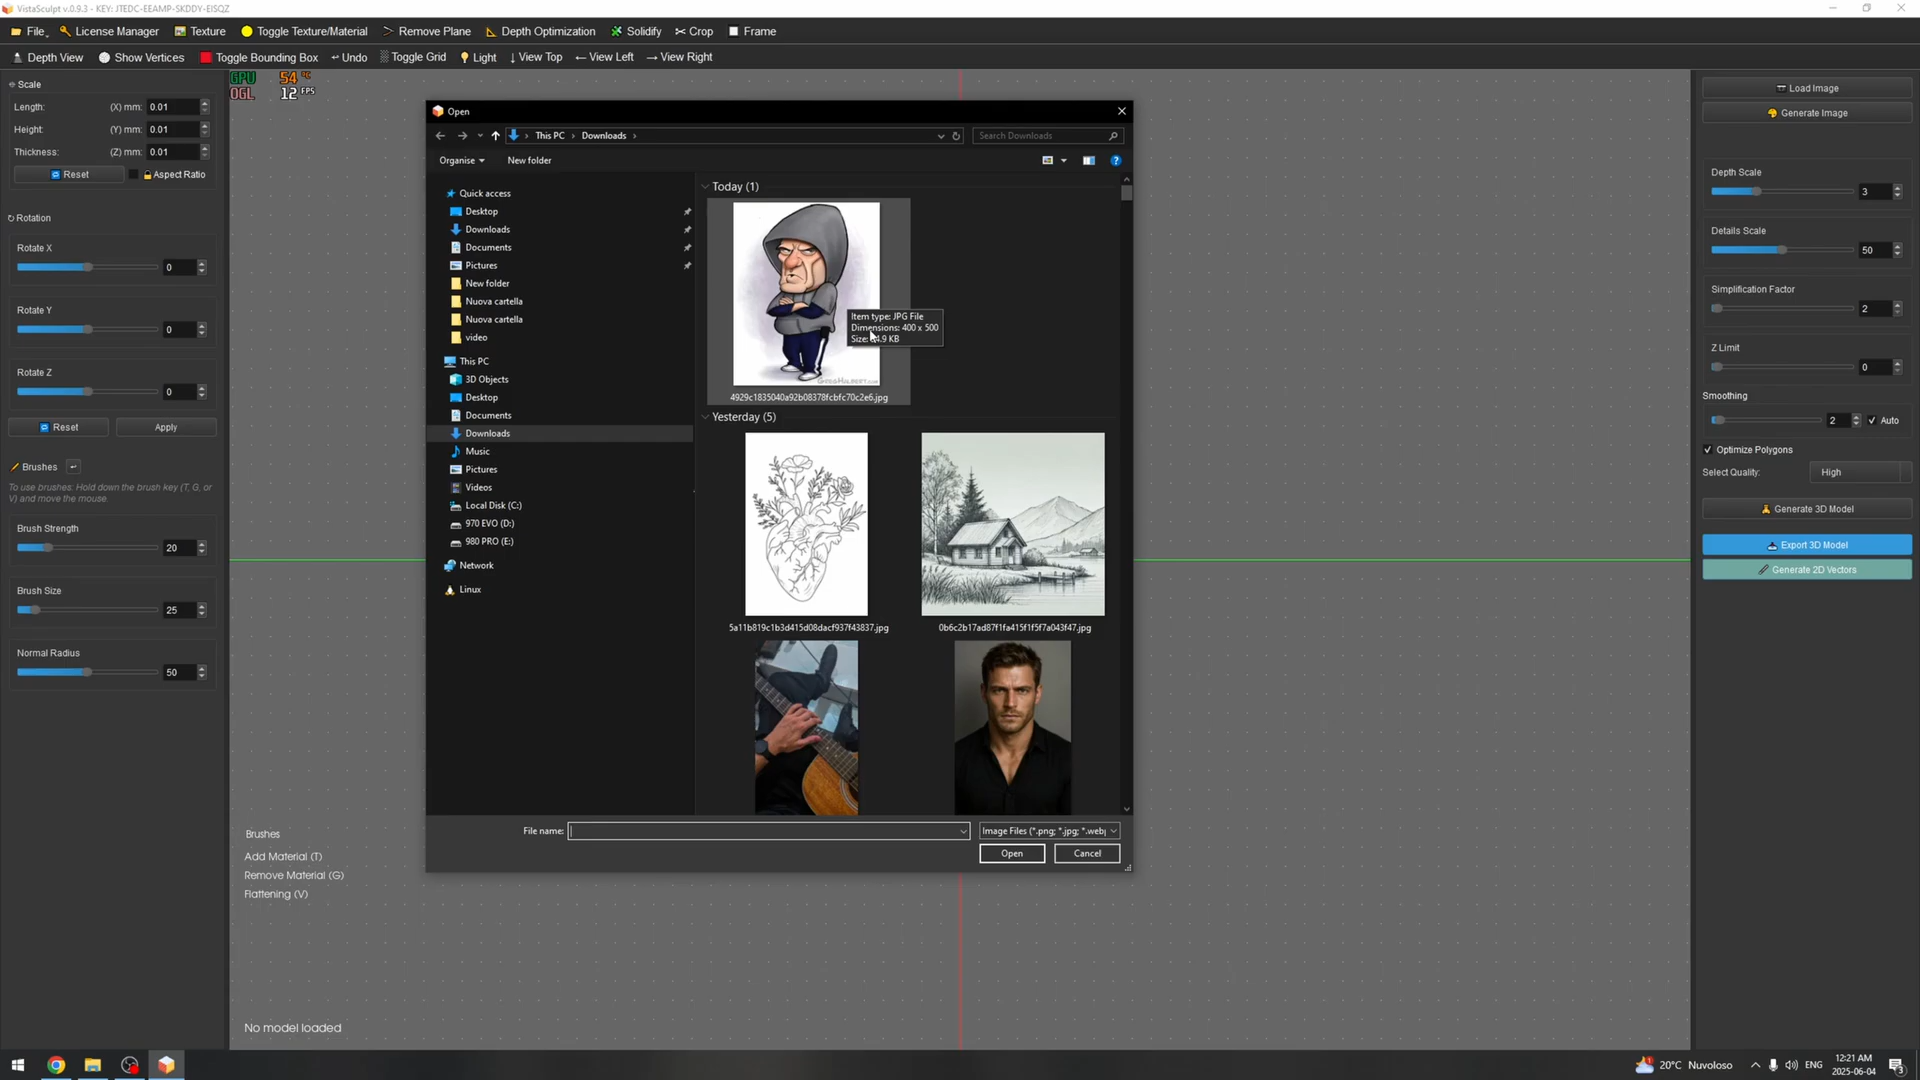 VistaSculpt v.0.9.3 - KEY: JTEDC-EEAMP-SKDDY-EISQZ
File
License Manager
Texture
Toggle Texture/Material
Remove Plane
Depth Optimization
Solidify
Crop
Frame
Depth View
Show Vertices
Toggle Bounding Box
Undo
Toggle Grid
Light
View Top
View Left
View Right
Scale
Length: (X) mm: 0.01
Height: (Y) mm: 0.01
Thickness: (Z) mm: 0.01
Reset
Aspect Ratio
Rotation
Rotate X
0
Rotate Y
0
Rotate Z
0
Reset
Apply
Brushes
To use brushes: Hold down the brush key (T, G, or
V) and move the mouse.
Brush Strength
20
Brush Size
25
Normal Radius
50
GPU 54 °C
OGL 12 FPS
Open
This PC
Downloads
Search Downloads
Organise
New folder
Quick access
Desktop
Downloads
Documents
Pictures
New folder
Nuova cartella
Nuova cartella
video
This PC
3D Objects
Desktop
Documents
Downloads
Music
Pictures
Videos
Local Disk (C:)
970 EVO (D:)
980 PRO (E:)
Network
Linux
Today (1)
Item type: JPG File
Dimensions: 400 x 500
Size: 4.9 KB
4929c1835040a92b08378fcbfc70c2e6.jpg
Yesterday (5)
5a11b819c1b3d415d08dacf937f43837.jpg
0b6c2b17ad87f1fa415f1f5f7a043f47.jpg
File name:
Image Files (*.png; *.jpg; *.webp
Open
Cancel
Brushes
Add Material (T)
Remove Material (G)
Flattening (V)
No model loaded
Load Image
Generate Image
Depth Scale
3
Details Scale
50
Simplification Factor
2
Z Limit
0
Smoothing
2
Auto
Optimize Polygons
Select Quality: High
Generate 3D Model
Export 3D Model
Generate 2D Vectors
20°C Nuvoloso
ENG
12:21 AM
2025-06-04
3